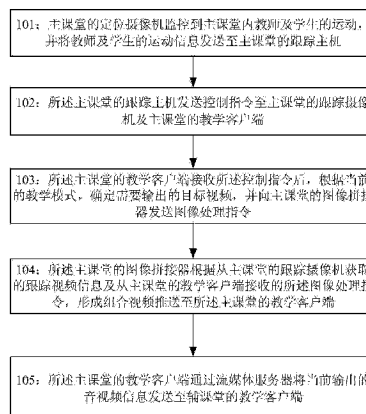 101：主课堂的定位摄像机监控到主课堂内教师及学生的运动，
并将教师及学生的运动信息发送至主课堂的跟踪主机
102：所述主课堂的跟踪主机发送控制指令至主课堂的跟踪摄像
机及主课堂的教学客户端
103：所述主课堂的教学客户端接收所述控制指令后，根据当前
的教学模式，确定需要输出的目标视频，并向主课堂的图像拼接
器发送图像处理指令
104：所述主课堂的图像拼接器根据从主课堂的跟踪摄像机获取
的跟踪视频信息及从主课堂的教学客户端接收的所述图像处理指
令，形成组合视频推送至所述主课堂的教学客户端
105：所述主课堂的教学客户端通过流媒体服务器将当前输出的
音视频信息发送至辅课堂的教学客户端